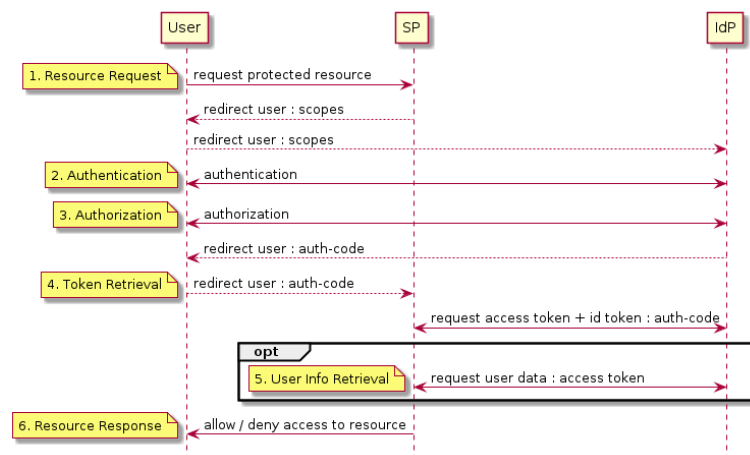 User
SP
IdP
1. Resource Request
request protected resource
redirect user : scopes
redirect user : scopes
2. Authentication
authentication
3. Authorization
authorization
redirect user : auth-code
4. Token Retrieval
redirect user : auth-code
request access token + id token : auth-code
opt
5. User Info Retrieval
request user data : access token
6. Resource Response
allow / deny access to resource